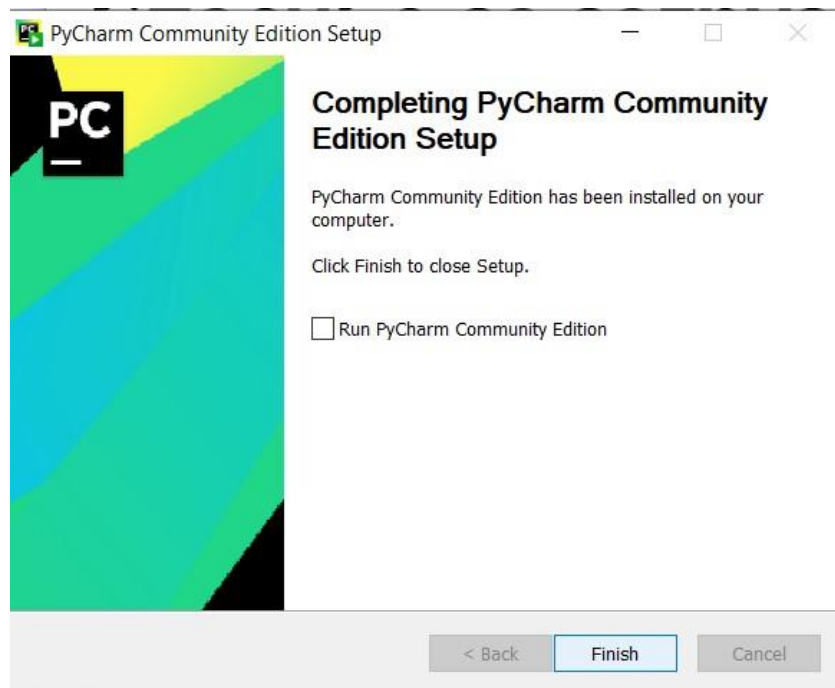 PyCharm Community Edition Setup
PC
Completing PyCharm Community
Edition Setup
PyCharm Community Edition has been installed on your
computer.
Click Finish to close Setup.
Run PyCharm Community Edition
< Back
Finish
Cancel